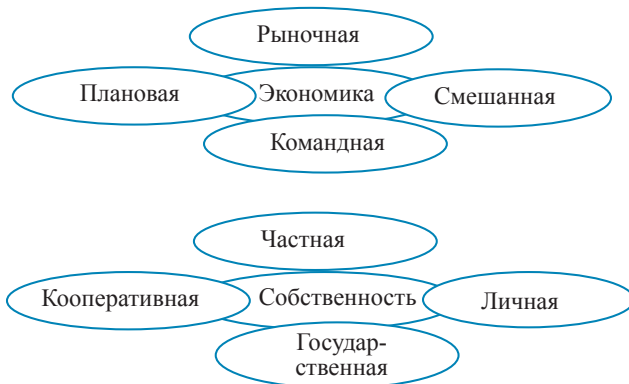 Рыночная
Плановая
Экономика
Смешанная
Командная
Частная
Кооперативная
Собственность
Личная
Государ-
ственная